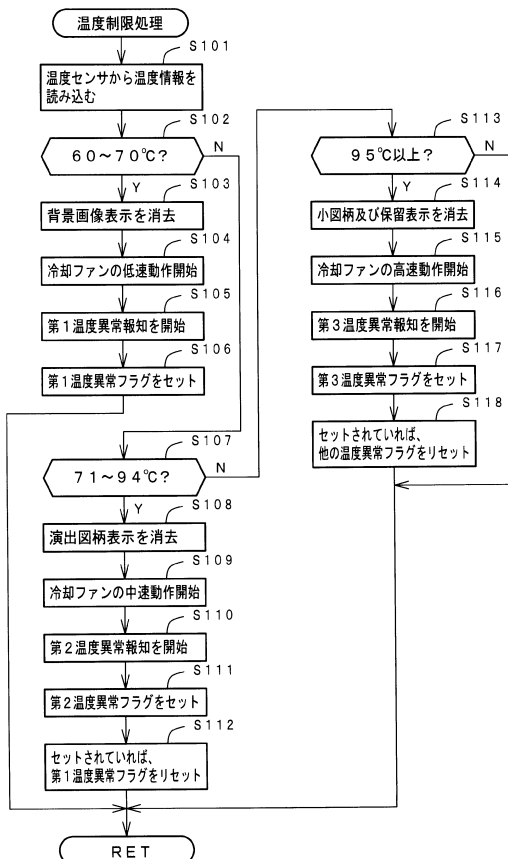 温度制限処理
S101
温度センサから温度情報を
読み込む
S102
60～70℃?
N
Y
S103
背景画像表示を消去
S104
冷却ファンの低速動作開始
S105
第1温度異常報知を開始
S106
第1温度異常フラグをセット
S107
71～94℃?
N
Y
S108
演出図柄表示を消去
S109
冷却ファンの中速動作開始
S110
第2温度異常報知を開始
S111
第2温度異常フラグをセット
S112
セットされていれば、
第1温度異常フラグをリセット
RET
S113
95℃以上?
N
Y
S114
小図柄及び保留表示を消去
S115
冷却ファンの高速動作開始
S116
第3温度異常報知を開始
S117
第3温度異常フラグをセット
S118
セットされていれば、
他の温度異常フラグをリセット